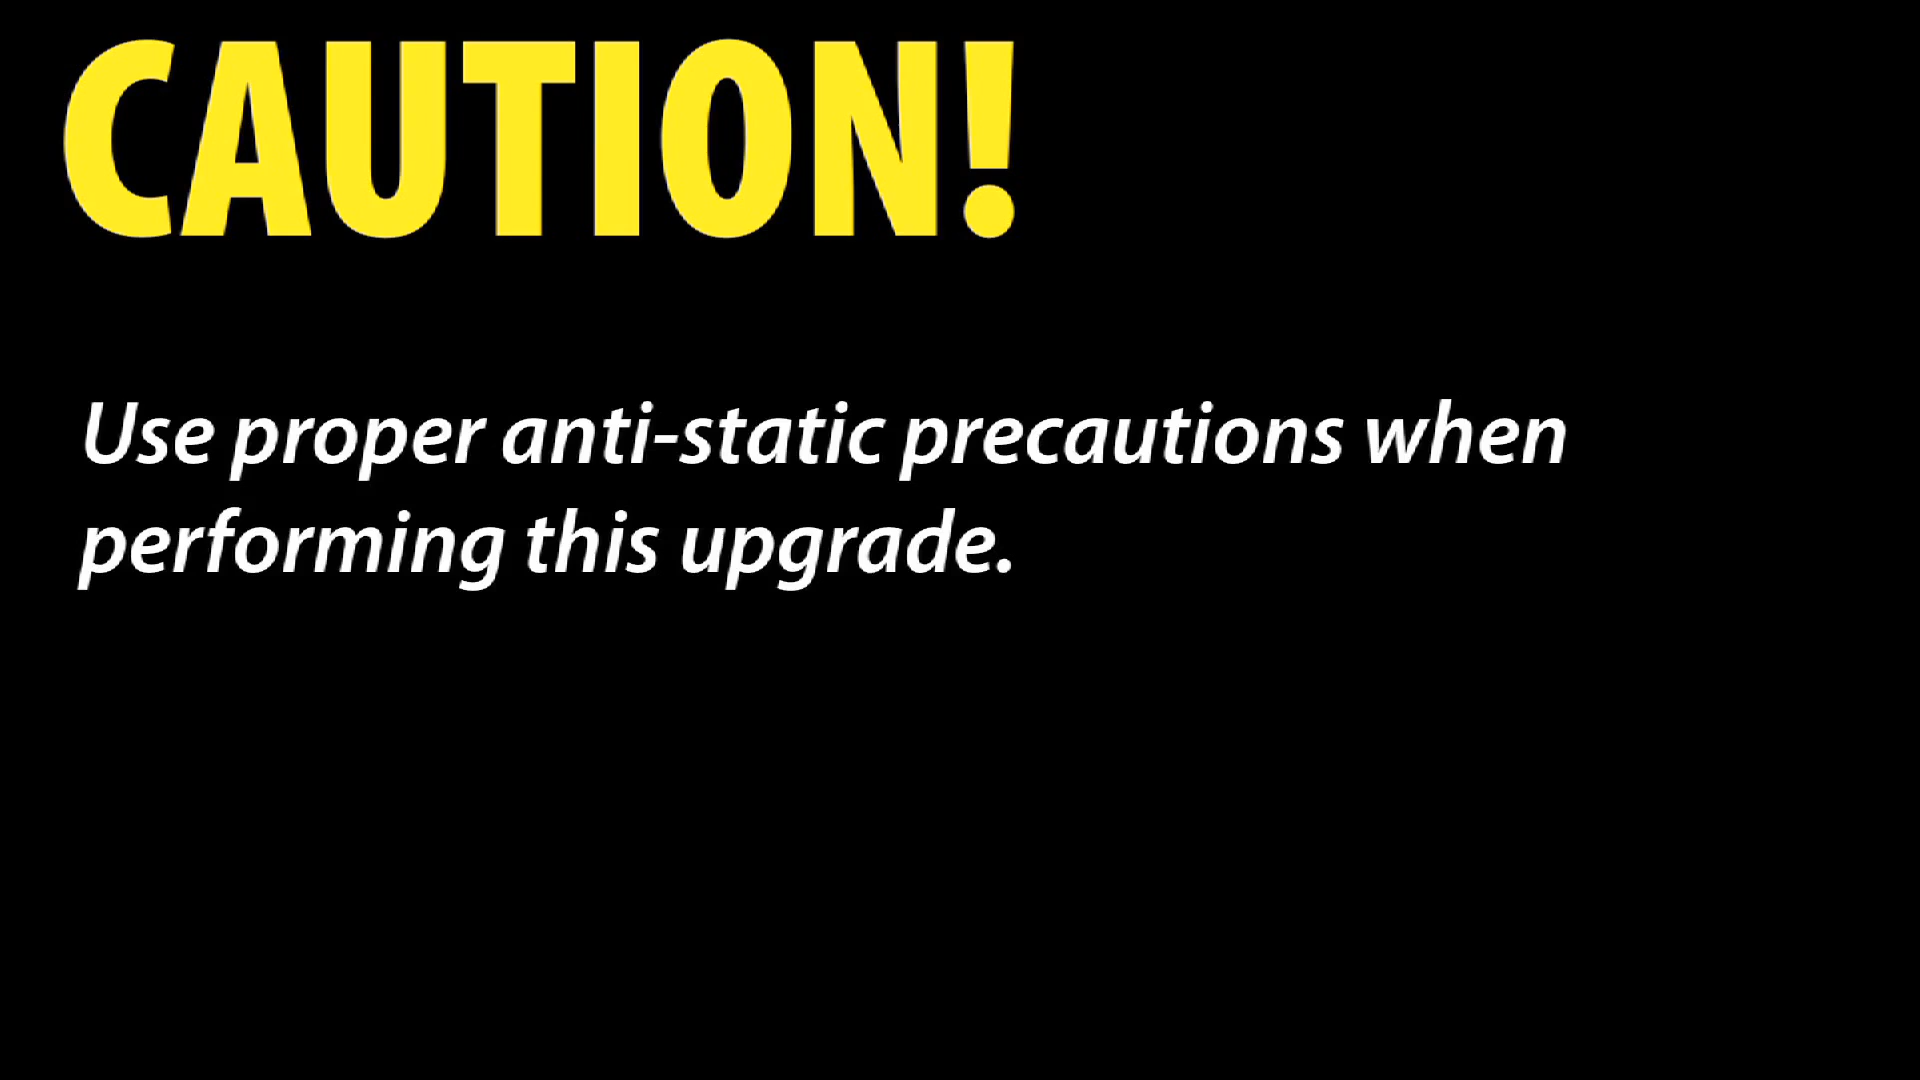 CAUTION!
Use proper anti-static precautions when
performing this upgrade.